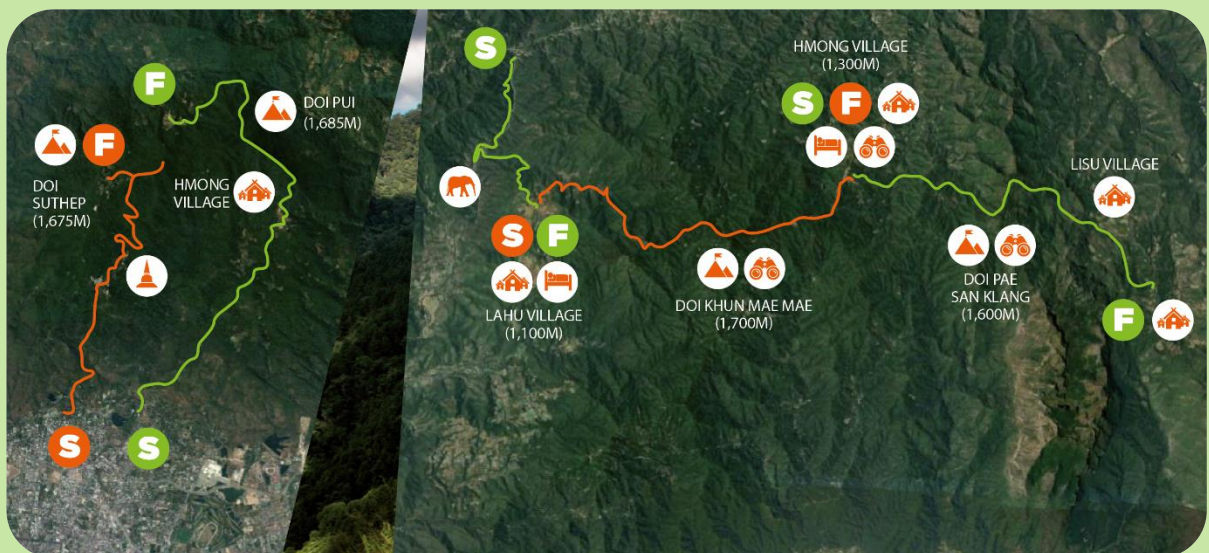 F
DOI PUI
(1,685M)
F
DOI
SUTHEP
(1,675M)
HMONG
VILLAGE
S
S
S
HMONG VILLAGE
(1,300M)
S F
LISU VILLAGE
S F
LAHU VILLAGE
(1,100M)
DOI KHUN MAE MAE
(1,700M)
DOI PAE
SAN KLANG
(1,600M)
F